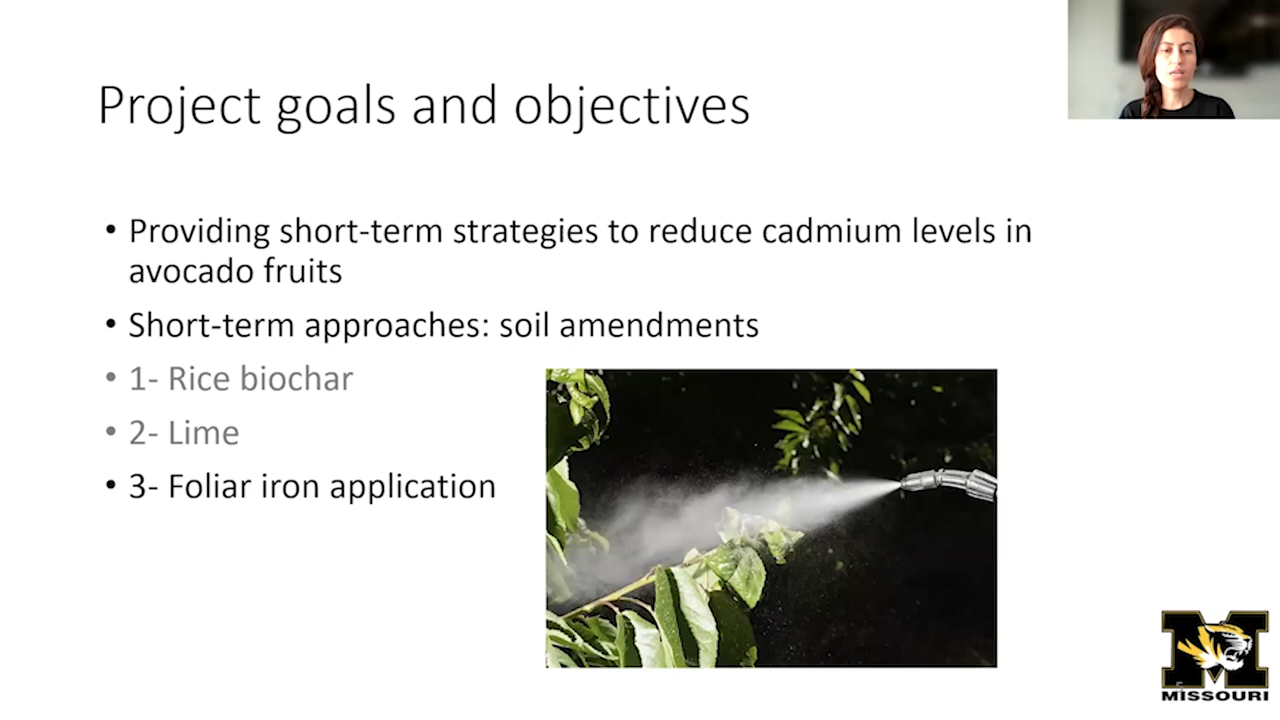 Project goals and objectives
• Providing short-term strategies to reduce cadmium levels in
avocado fruits
• Short-term approaches: soil amendments
• 1- Rice biochar
• 2- Lime
• 3- Foliar iron application
5
MISSOURI